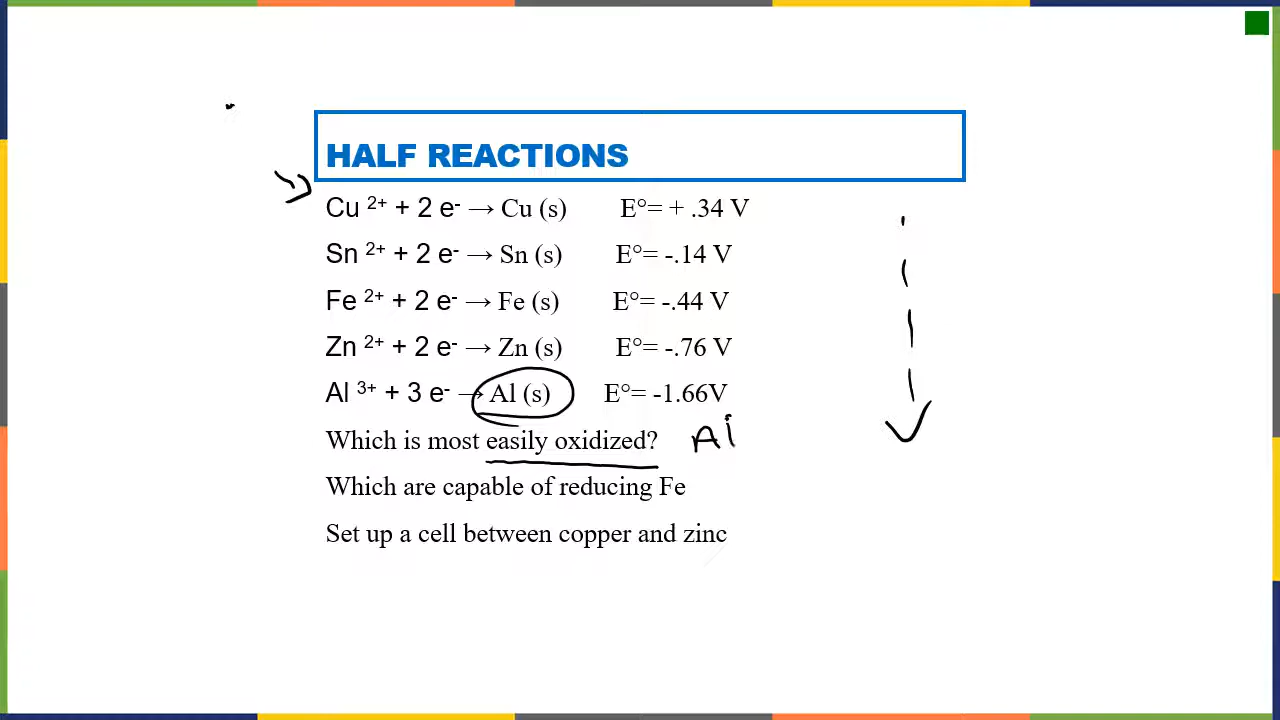 HALF REACTIONS
Cu 2+ + 2 e- → Cu (s) E°= + .34 V
Sn 2+ + 2 e- → Sn (s) E°= -.14 V
Fe 2+ + 2 e- → Fe (s) E°= -.44 V
Zn 2+ + 2 e- → Zn (s) E°= -.76 V
Al 3+ + 3 e- → Al (s) E°= -1.66V
Which is most easily oxidized? Al
Which are capable of reducing Fe
Set up a cell between copper and zinc